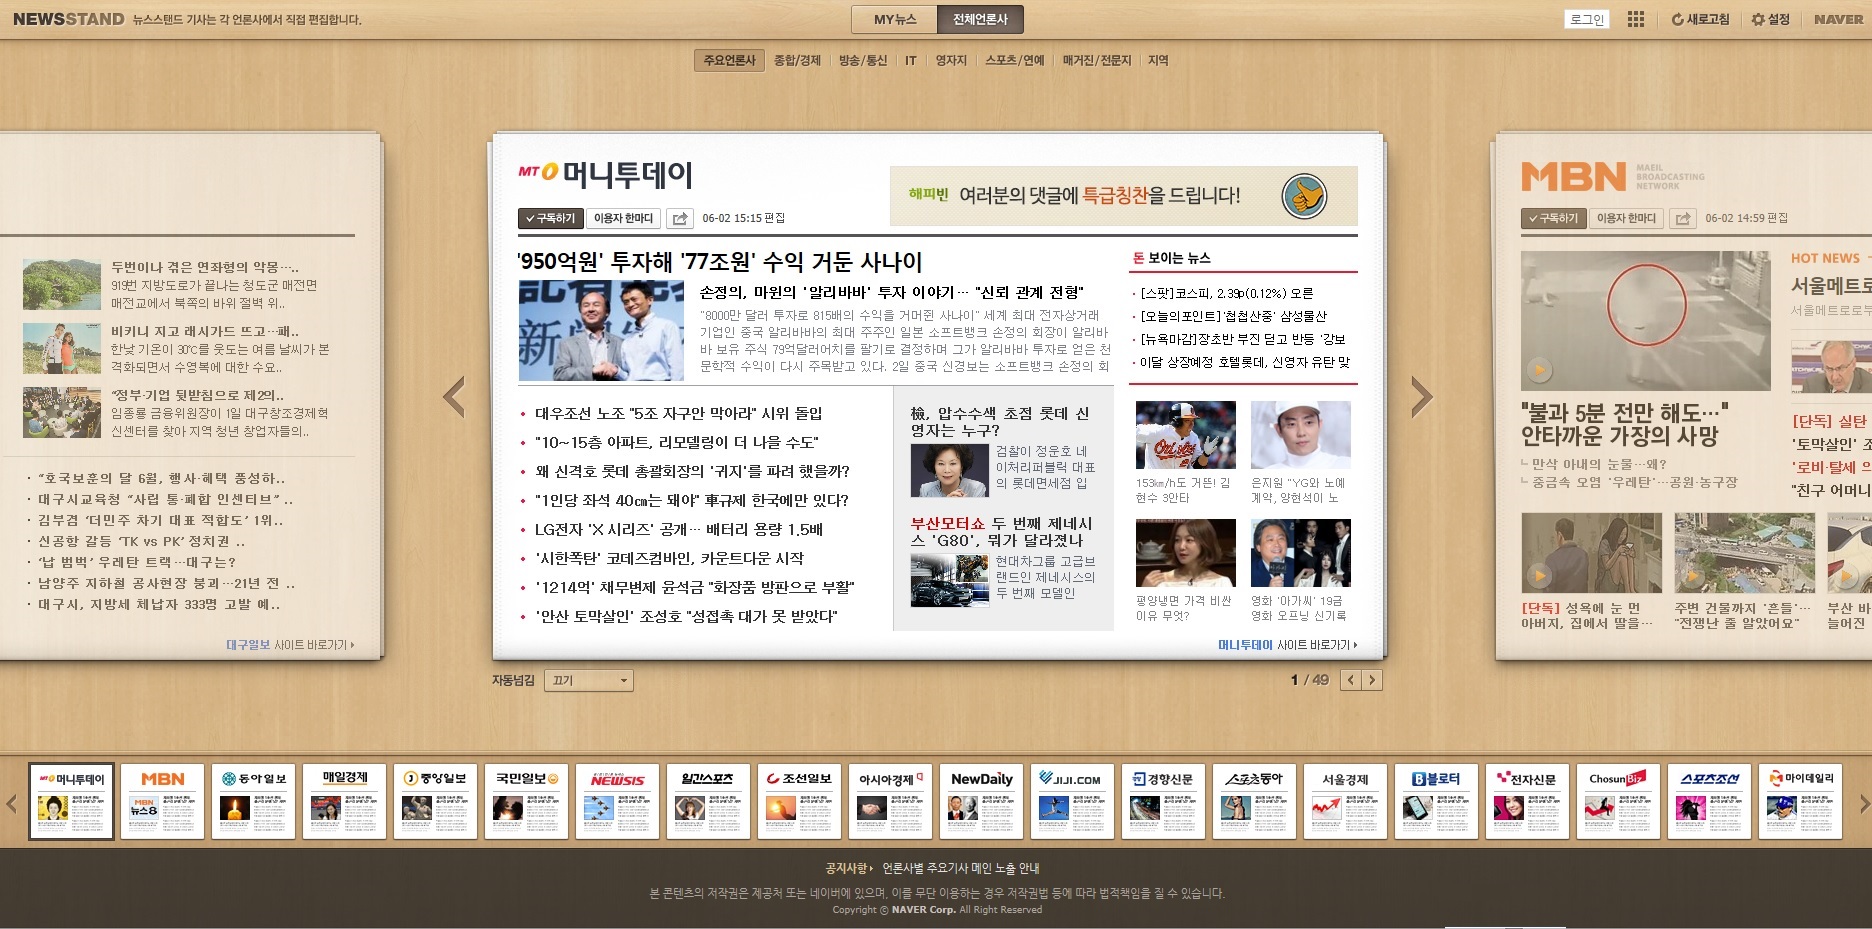 NEWSSTAND 뉴스스탠드 기사는 각 언론사에서 직접 편집합니다.
MY뉴스 전체언론사
로그인 새로고침 설정 NAVER
주요언론사 종합/경제 방송/통신 IT 영자지 스포츠/연예 매거진/전문지 지역
두번이나 겪은 연좌형의 악몽…..
919번 지방도로가 끝나는 청도군 매전면
매전교에서 북쪽의 바위 절벽 위..
비키니 지고 래시가드 뜨고…패..
한낮 기온이 30℃를 웃도는 여름 날씨가 본
격화되면서 수영복에 대한 수요..
“정부·기업 뒷받침으로 제2의..
임종룡 금융위원장이 1일 대구창조경제혁
신센터를 찾아 지역 청년 창업자들의..
· “호국보훈의 달 6월, 행사·혜택 풍성하..
· 대구시교육청 “사립 통·폐합 인센티브” ..
· 김부겸 ‘더민주 차기 대표 적합도’ 1위..
· 신공항 갈등 ‘TK vs PK’ 정치권 ..
· ‘납 범벅’ 우레탄 트랙…대구는?
· 남양주 지하철 공사현장 붕괴…21년 전 ..
· 대구시, 지방세 체납자 333명 고발 예..
대구일보 사이트 바로가기
MTO 머니투데이
구독하기 이용자 한마디 06-02 15:15 편집
해피빈 여러분의 댓글에 특급칭찬을 드립니다!
'950억원' 투자해 '77조원' 수익 거둔 사나이
손정의, 마윈의 '알리바바' 투자 이야기… "신뢰 관계 전형"
"8000만 달러 투자로 815배의 수익을 거머쥔 사나이" 세계 최대 전자상거래
기업인 중국 알리바바의 최대 주주인 일본 소프트뱅크 손정의 회장이 알리바
바 보유 주식 79억달러어치를 팔기로 결정하며 그가 알리바바 투자로 얻은 천
문학적 수익이 다시 주목받고 있다. 2일 중국 신경보는 소프트뱅크 손정의 회
대우조선 노조 "5조 자구안 막아라" 시위 돌입
"10~15층 아파트, 리모델링이 더 나을 수도"
왜 신격호 롯데 총괄회장의 '귀지'를 파려 했을까?
"1인당 좌석 40㎝는 돼야" 車규제 한국에만 있다?
LG전자 'X 시리즈' 공개… 배터리 용량 1.5배
'시한폭탄' 코데즈컴바인, 카운트다운 시작
'1214억' 채무변제 윤석금 "화장품 방판으로 부활"
'안산 토막살인' 조성호 "성접촉 대가 못 받았다"
檢, 압수수색 초점 롯데 신
명자는 누구?
검찰이 정운호 네
이처리퍼블릭 대표
의 롯데면세점 입
부산모터쇼 두 번째 제네시
스 'G80', 뭐가 달라졌나
현대차그룹 고급브
랜드인 제네시스의
두 번째 모델인
돈 보이는 뉴스
· [스팟]코스피, 2.39p(0.12%) 오른
· [오늘의포인트]'첩첩산중' 삼성물산
· [뉴욕마감]장초반 부진 딛고 반등 '강보
· 이달 상장예정 호텔롯데, 신영자 유탄 맞
153㎞/h도 거뜬! 김
현수 3안타
은지원 "YG와 노예
계약, 양현석이 노
평양냉면 가격 비싼
이유 무엇?
영화 '아가씨' 19금
영화 오프닝 신기록
머니투데이 사이트 바로가기
MBN MAEIL
BROADCASTING
NETWORK
구독하기 이용자 한마디 06-02 14:59 편집
HOT NEWS
서울메트로
서울메트로로부
"불과 5분 전만 해도…"
안타까운 가장의 사망
만삭 아내의 눈물…왜?
중금속 오염 '우레탄'…공원·농구장
[단독] 실탄
'토막살인' 조
'로비·탈세 의
"친구 어머니
[단독] 성욕에 눈 먼
아버지, 집에서 딸을…
주변 건물까지 '흔들'…
"전쟁난 줄 알았어요"
부산 바
늘어진
자동넘김 끄기
1 / 49
MTO 머니투데이 MBN 동아일보 매일경제 중앙일보 국민일보 NEWSIS 일간스포츠 조선일보 아시아경제 NewDaily JIJI.COM 경향신문 스포츠동아 서울경제 블로터 전자신문 ChosunBiz 스포츠조선 마이데일리
MBN
뉴스8
공지사항 언론사별 주요기사 메인 노출 안내
본 콘텐츠의 저작권은 제공처 또는 네이버에 있으며, 이를 무단 이용하는 경우 저작권법 등에 따라 법적책임을 질 수 있습니다.
Copyright ⓒ NAVER Corp. All Right Reserved